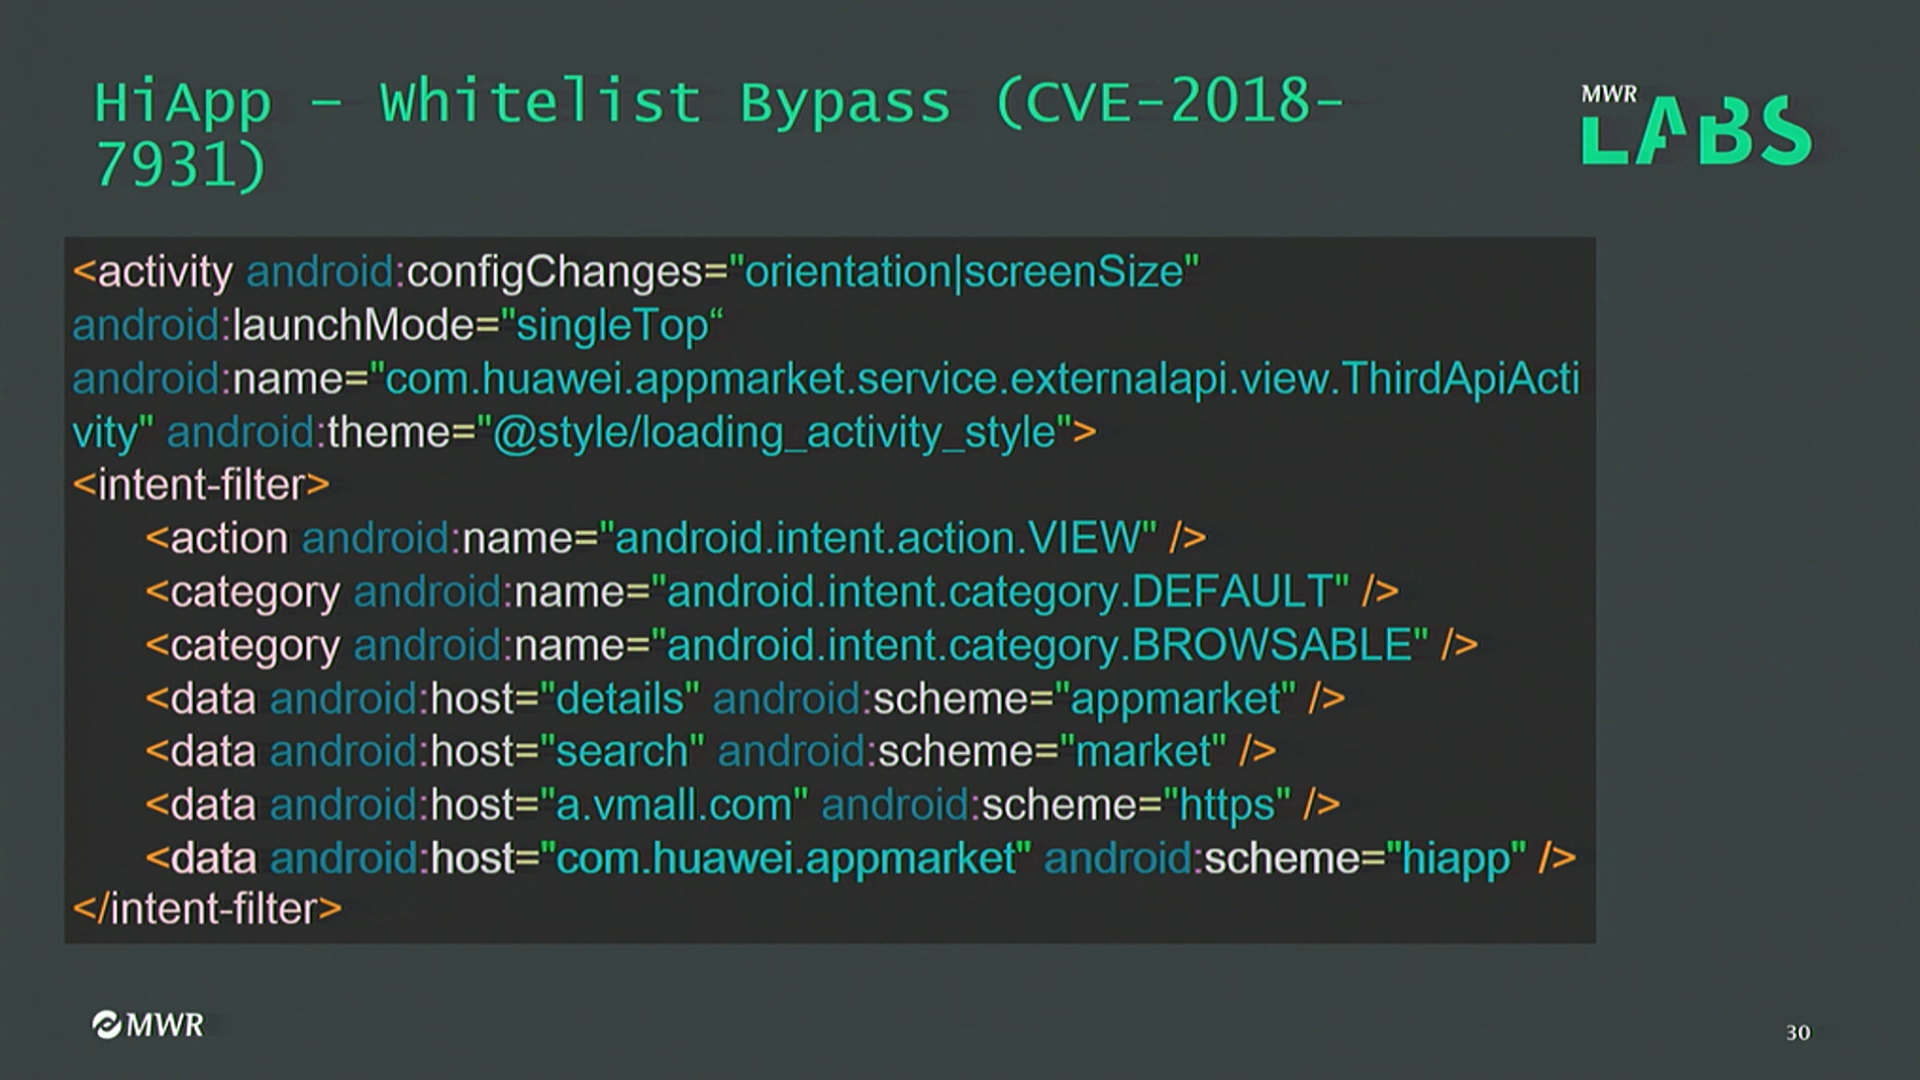 HiApp – Whitelist Bypass (CVE-2018-
7931)
MWR
LABS
<activity android:configChanges="orientation|screenSize"
android:launchMode="singleTop“
android:name="com.huawei.appmarket.service.externalapi.view.ThirdApiActi
vity" android:theme="@style/loading_activity_style">
<intent-filter>
<action android:name="android.intent.action.VIEW" />
<category android:name="android.intent.category.DEFAULT" />
<category android:name="android.intent.category.BROWSABLE" />
<data android:host="details" android:scheme="appmarket" />
<data android:host="search" android:scheme="market" />
<data android:host="a.vmall.com" android:scheme="https" />
<data android:host="com.huawei.appmarket" android:scheme="hiapp" />
</intent-filter>
MWR
30